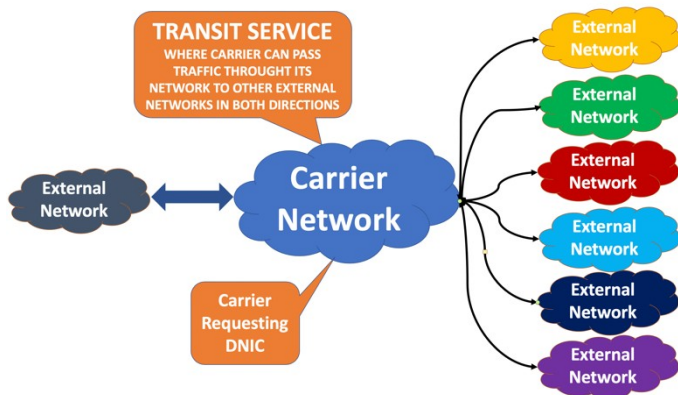 TRANSIT SERVICE
WHERE CARRIER CAN PASS
TRAFFIC THROUGHT ITS
NETWORK TO OTHER EXTERNAL
NETWORKS IN BOTH DIRECTIONS
External
Network
Carrier
Network
Carrier
Requesting
DNIC
External
Network
External
Network
External
Network
External
Network
External
Network
External
Network